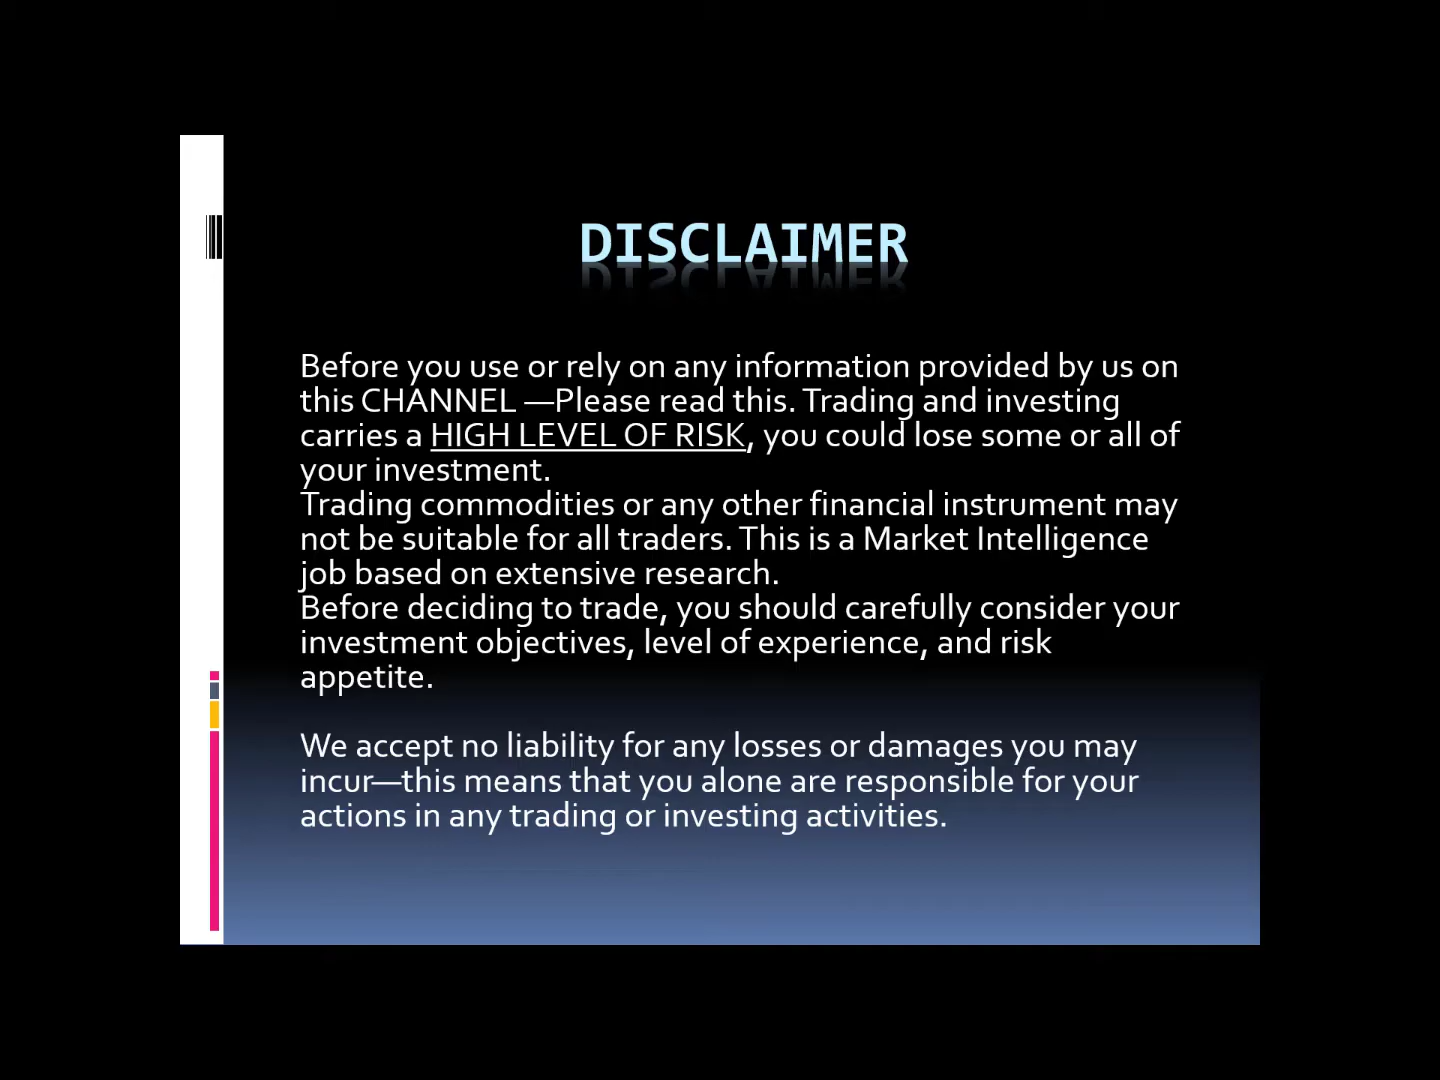 DISCLAIMER
Before you use or rely on any information provided by us on
this CHANNEL —Please read this. Trading and investing
carries a HIGH LEVEL OF RISK, you could lose some or all of
your investment.
Trading commodities or any other financial instrument may
not be suitable for all traders. This is a Market Intelligence
job based on extensive research.
Before deciding to trade, you should carefully consider your
investment objectives, level of experience, and risk
appetite.
We accept no liability for any losses or damages you may
incur—this means that you alone are responsible for your
actions in any trading or investing activities.